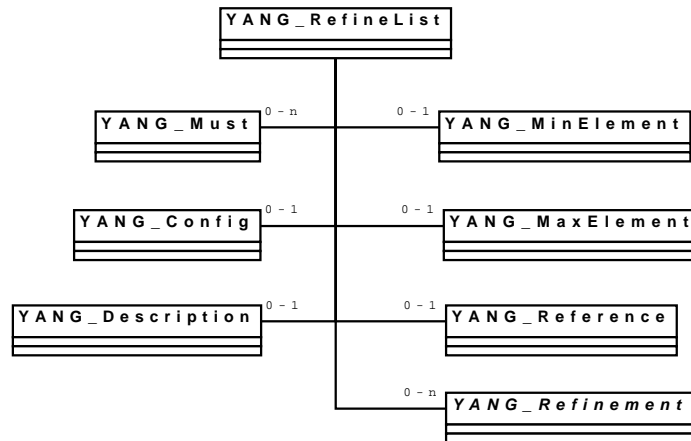 YANG_RefineList
0-n
0-1
YANG_Must
YANG_MinElement
0-1
0-1
YANG_Config
YANG_MaxElement
0-1
0-1
YANG_Description
YANG_Reference
0-n
YANG_Refinement